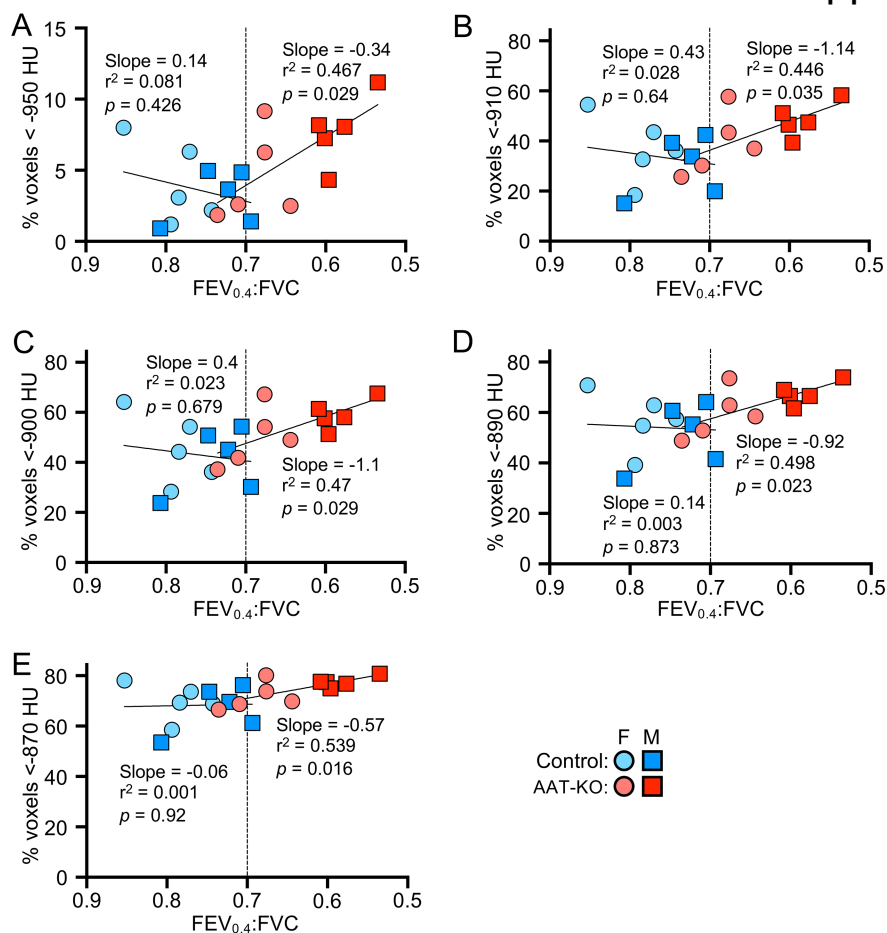 A
15
10
5
0
% voxels < -950 HU
Slope = 0.14
r² = 0.081
p = 0.426
Slope = -0.34
r² = 0.467
p = 0.029
0.9 0.8 0.7 0.6 0.5
FEV0.4:FVC
B
80
60
40
20
0
% voxels <-910 HU
Slope = 0.43
r² = 0.028
p = 0.64
Slope = -1.14
r² = 0.446
p = 0.035
0.9 0.8 0.7 0.6 0.5
FEV0.4:FVC
C
80
60
40
20
0
% voxels <-900 HU
Slope = 0.4
r² = 0.023
p = 0.679
Slope = -1.1
r² = 0.47
p = 0.029
0.9 0.8 0.7 0.6 0.5
FEV0.4:FVC
D
80
60
40
20
0
% voxels <-890 HU
Slope = 0.14
r² = 0.003
p = 0.873
Slope = -0.92
r² = 0.498
p = 0.023
0.9 0.8 0.7 0.6 0.5
FEV0.4:FVC
E
80
60
40
20
0
% voxels <-870 HU
Slope = -0.06
r² = 0.001
p = 0.92
Slope = -0.57
r² = 0.539
p = 0.016
0.9 0.8 0.7 0.6 0.5
FEV0.4:FVC
F M
Control:
AAT-KO: